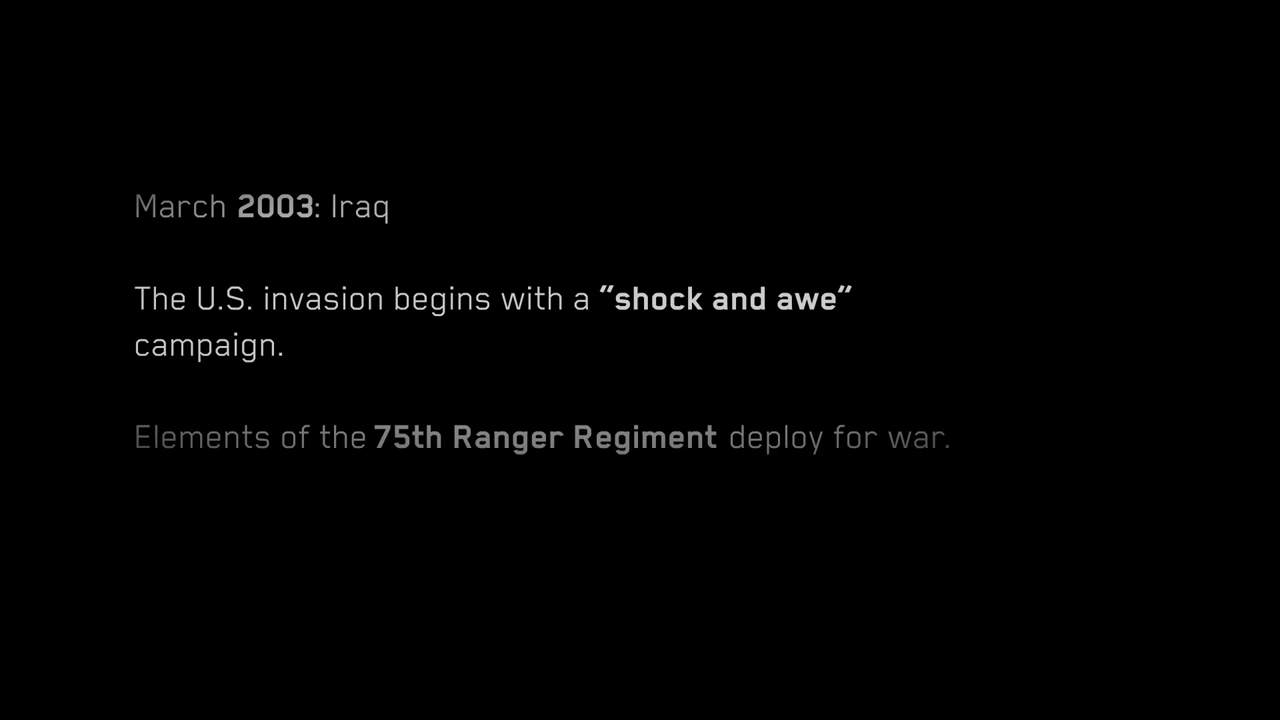 March 2003: Iraq
The U.S. invasion begins with a "shock and awe"
campaign.
Elements of the 75th Ranger Regiment deploy for war.